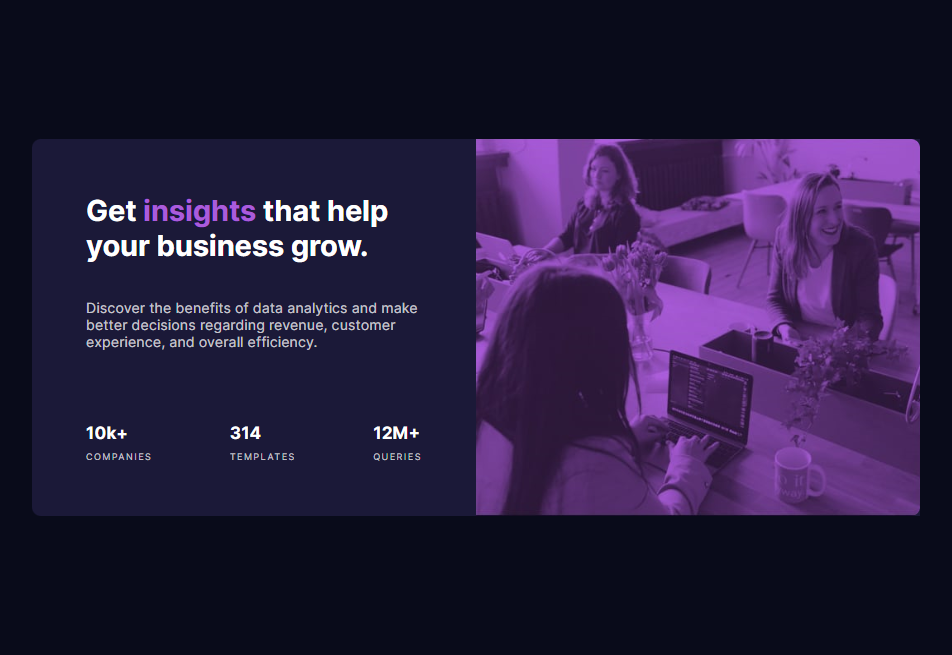 Get insights that help
your business grow.
Discover the benefits of data analytics and make
better decisions regarding revenue, customer
experience, and overall efficiency.
10k+ 314 12M+
COMPANIES TEMPLATES QUERIES